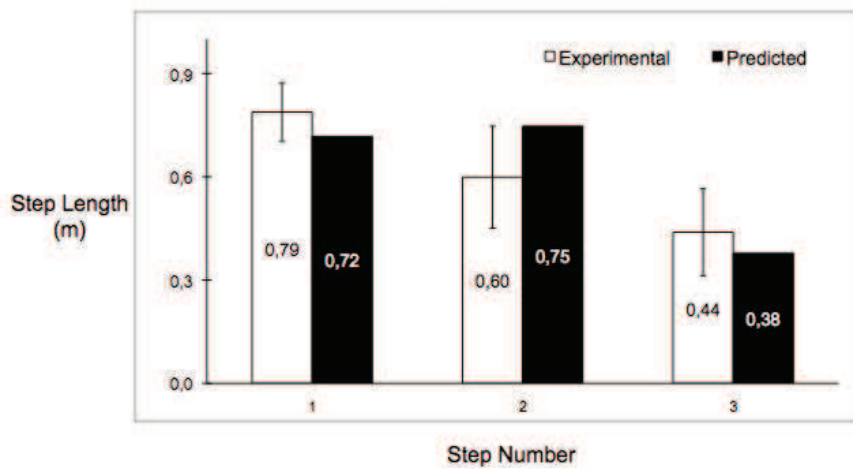 Experimental Predicted
0,9
0,6
0,3
0,0
Step Length
(m)
0,79
0,72
0,60
0,75
0,44
0,38
1 2 3
Step Number